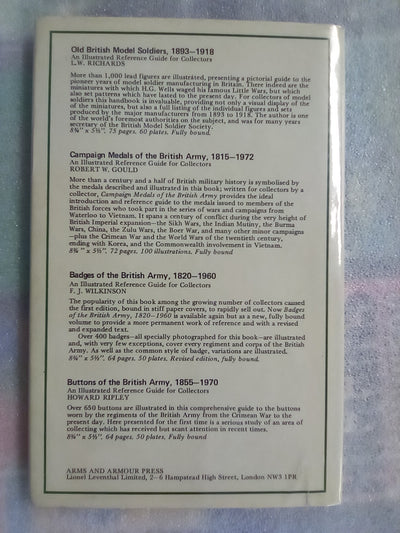 Old British Model Soldiers, 1893–1918
An Illustrated Reference Guide for Collectors
L.W. RICHARDS
More than 1,000 lead figures are illustrated, presenting a pictorial guide to the
pioneer years of model soldier manufacturing in Britain. There indeed are the
miniatures with which H.G. Wells waged his famous Little Wars, but which
also set patterns which have lasted to the present day. For collectors of model
soldiers this handbook is invaluable, providing not only a visual display of the
miniatures, but also a full listing of the individual figures and sets
produced by the major manufacturers from 1893 to 1918. The author is one
of the world's foremost authorities on the subject, and was for many years
secretary of the British Model Soldier Society.
8¾" x 5½". 75 pages. 60 plates. Fully bound.
Campaign Medals of the British Army, 1815–1972
An Illustrated Reference Guide for Collectors
ROBERT W. GOULD
More than a century and a half of British military history is symbolised by
the medals described and illustrated in this book; written for collectors by a
collector, Campaign Medals of the British Army provides the ideal
introduction and reference guide to the medals issued to members of the
British forces who took part in the series of wars and campaigns from
Waterloo to Vietnam. It spans a century of conflict during the very height of
British Imperial expansion—the Sikh Wars, the Indian Mutiny, the Burma
Wars, China, the Zulu Wars, the Boer War, and many other minor campaigns
—plus the Crimean War and the World Wars of the twentieth century,
ending with Korea, and the Commonwealth involvement in Vietnam.
8¾" x 5½". 72 pages. 100 illustrations. Fully bound
Badges of the British Army, 1820–1960
An Illustrated Reference Guide for Collectors
F. J. WILKINSON
The popularity of this book among the growing number of collectors caused
the first edition, bound in stiff paper covers, to rapidly sell out. Now Badges
of the British Army, 1820–1960 is available again but as a new, fully bound
volume to provide a more permanent work of reference and with a revised
and expanded text.
Over 400 badges—all specially photographed for this book—are illustrated
and, with very few exceptions, cover every regiment and corps of the British
Army. As well as the common style of badge, variations are illustrated.
8¾" x 5½". 64 pages. 50 plates. Revised edition, fully bound.
Buttons of the British Army, 1855–1970
An Illustrated Reference Guide for Collectors
HOWARD RIPLEY
Over 650 buttons are illustrated in this comprehensive guide to the buttons
worn by the regiments of the British Army from the Crimean War to the
present day. Here presented for the first time is a serious study of an area of
collecting which has received but scant attention in recent times.
8¾" x 5½". 64 pages. 50 plates. Fully bound
ARMS AND ARMOUR PRESS
Lionel Leventhal Limited, 2–6 Hampstead High Street, London NW3 1PR